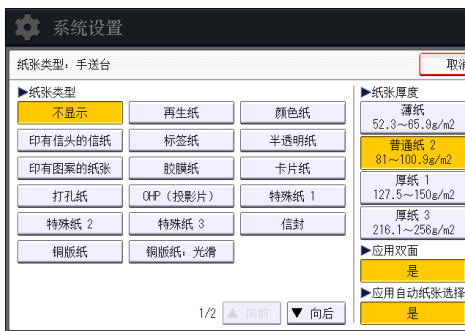 系统设置
纸张类型：手送台
取消
▶纸张类型
不显示
再生纸
颜色纸
印有信头的信纸
标签纸
半透明纸
印有图案的纸张
胶膜纸
卡片纸
打孔纸
OHP（投影片）
特殊纸 1
特殊纸 2
特殊纸 3
信封
铜版纸
铜版纸：光滑
1/2
▲ 向前
▼ 向后
▶纸张厚度
薄纸
52.3～65.9g/m2
普通纸 2
81～100.9g/m2
厚纸 1
127.5～150g/m2
厚纸 3
216.1～256g/m2
▶应用双面
是
▶应用自动纸张选择
是